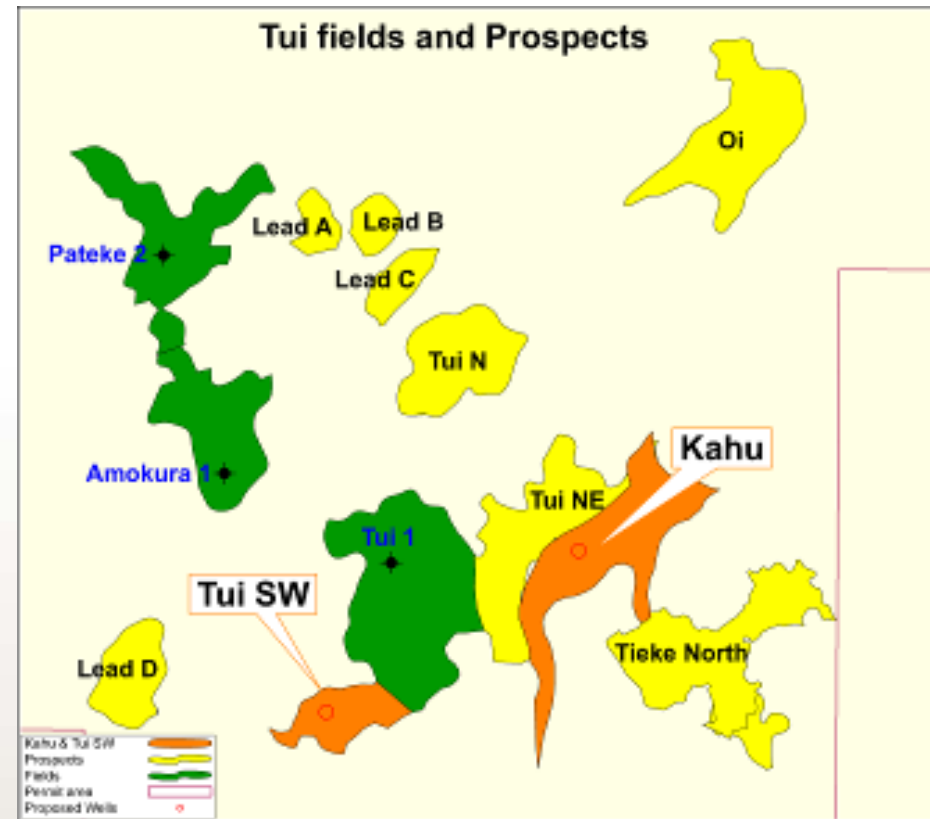 Tui fields and Prospects
Oi
Lead A
Lead B
Pateke 2
Lead C
Tui N
Kahu
Amokura 1
Tui NE
Tui 1
Tui SW
Tieke North
Lead D
Kahu & Tui SW
Prospects
Fields
Permit area
Proposed Wells